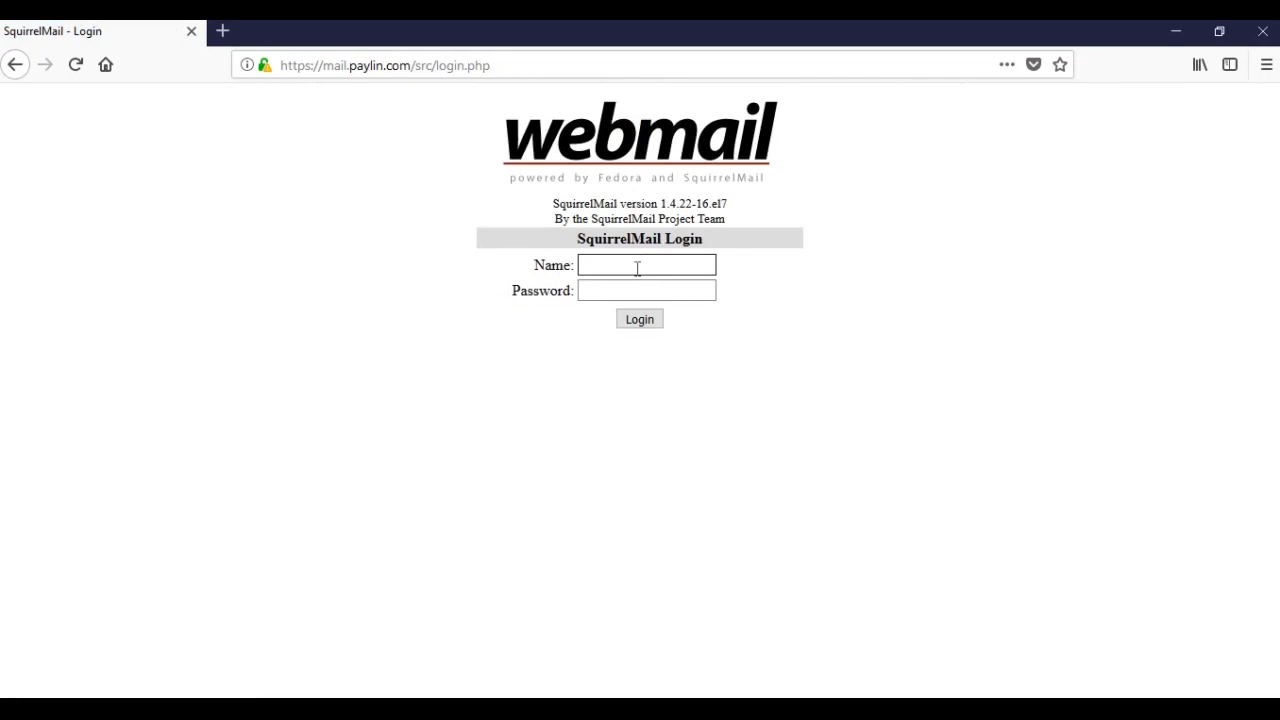 SquirrelMail - Login
https://mail.paylin.com/src/login.php
webmail
powered by Fedora and SquirrelMail
SquirrelMail version 1.4.22-16.el7
By the SquirrelMail Project Team
SquirrelMail Login
Name:
Password:
Login